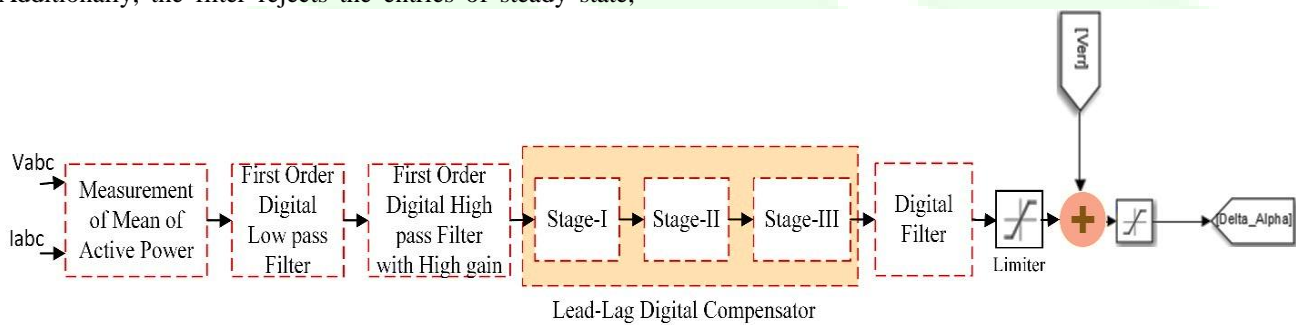 Additionally, the filter rejects the entries of steady state,
[Verr]
Vabc
Iabc
Measurement
of Mean of
Active Power
First Order
Digital
Low pass
Filter
First Order
Digital High
pass Filter
with High gain
Stage-I
Stage-II
Stage-III
Lead-Lag Digital Compensator
Digital
Filter
Limiter
+
[Delta_Alpha]